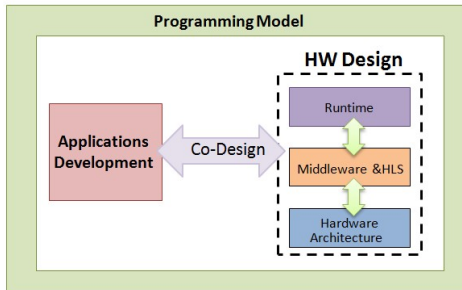 Programming Model
HW Design
Runtime
Applications
Development
Co-Design
Middleware &HLS
Hardware
Architecture